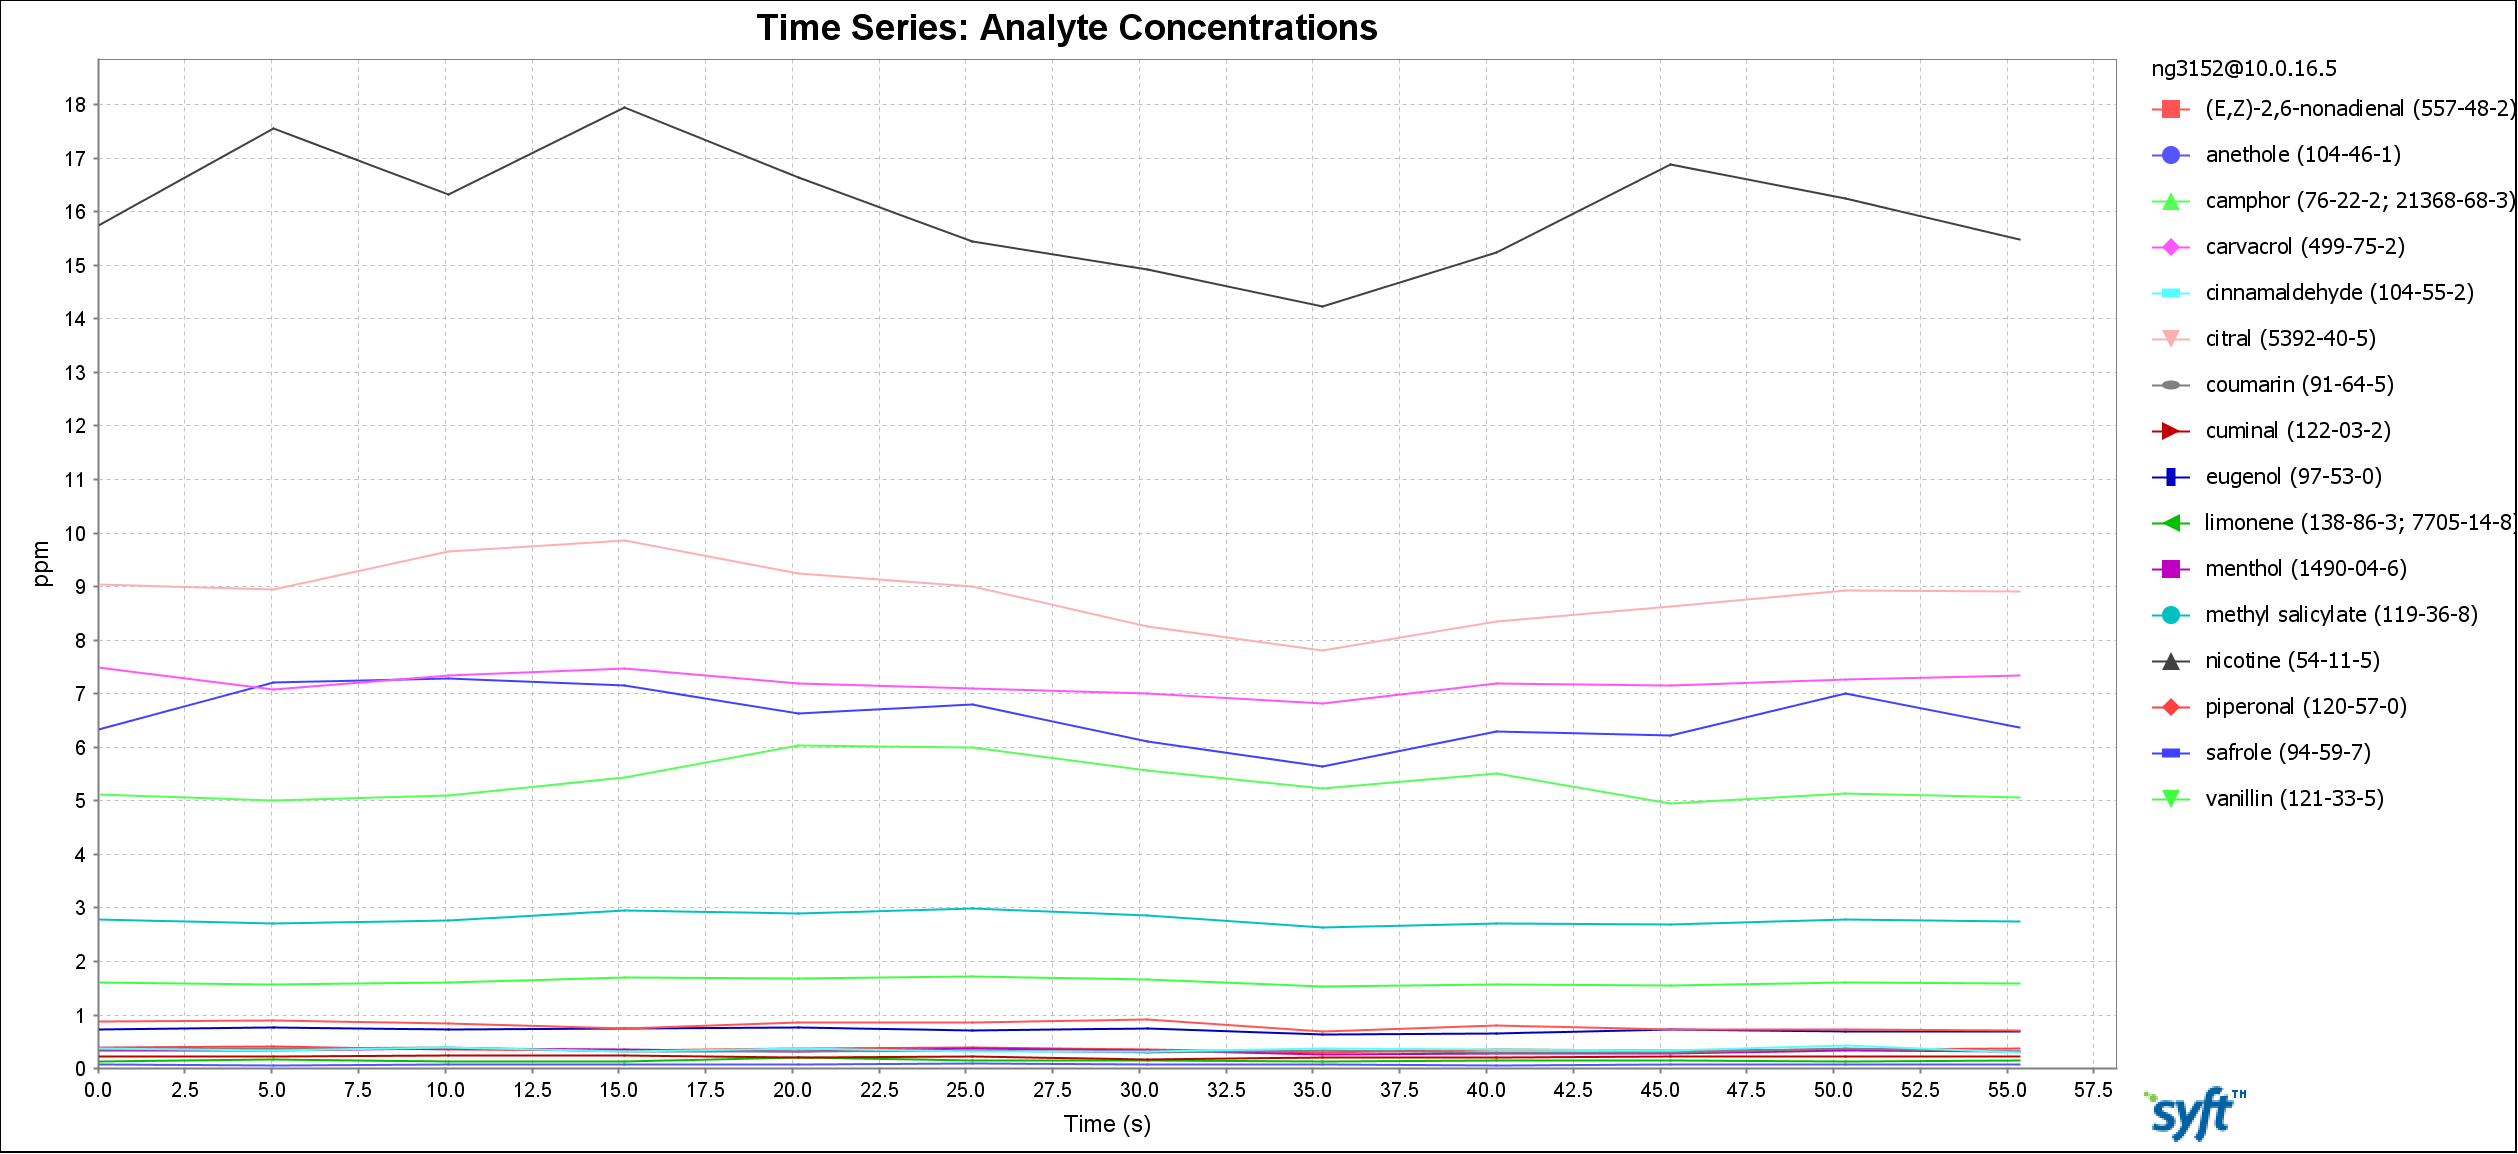 Time Series: Analyte Concentrations
ng3152@10.0.16.5
(E,Z)-2,6-nonadienal (557-48-2)
anethole (104-46-1)
camphor (76-22-2; 21368-68-3)
carvacrol (499-75-2)
cinnamaldehyde (104-55-2)
citral (5392-40-5)
coumarin (91-64-5)
cuminal (122-03-2)
eugenol (97-53-0)
limonene (138-86-3; 7705-14-8)
menthol (1490-04-6)
methyl salicylate (119-36-8)
nicotine (54-11-5)
piperonal (120-57-0)
safrole (94-59-7)
vanillin (121-33-5)
ppm
18
17
16
15
14
13
12
11
10
9
8
7
6
5
4
3
2
1
0
0.0 2.5 5.0 7.5 10.0 12.5 15.0 17.5 20.0 22.5 25.0 27.5 30.0 32.5 35.0 37.5 40.0 42.5 45.0 47.5 50.0 52.5 55.0 57.5
Time (s)
syft™